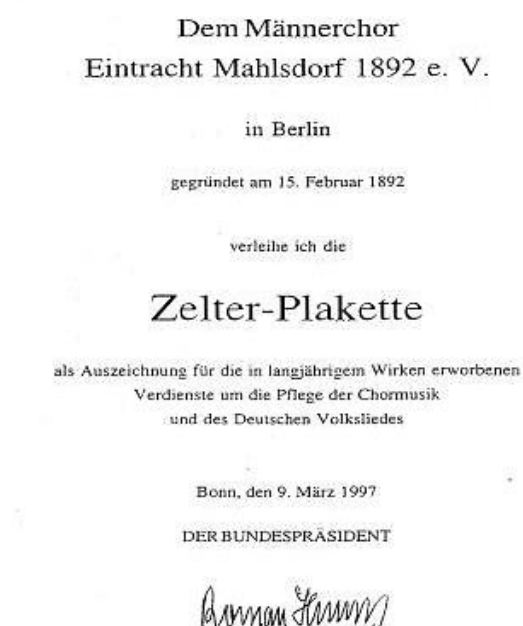 Dem Männerchor
Eintracht Mahlsdorf 1892 e. V.
in Berlin
gegründet am 15. Februar 1892
verleihe ich die
Zelter-Plakette
als Auszeichnung für die in langjährigem Wirken erworbenen
Verdienste um die Pflege der Chormusik
und des Deutschen Volksliedes
Bonn, den 9. März 1997
DER BUNDESPRÄSIDENT
Roman Herzog